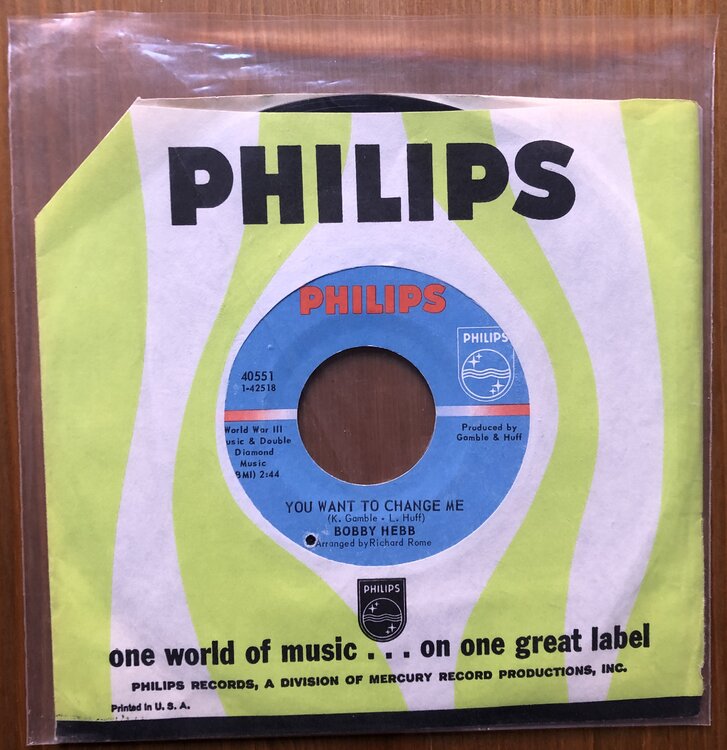 PHILIPS
PHILIPS
PHILIPS
40551
1-42518
World War III
usic & Double
Diamond
Music
BMI) 2:44
Produced by
Gamble & Huff
YOU WANT TO CHANGE ME
(K. Gamble - L. Huff)
BOBBY HEBB
Arranged by Richard Rome
PHILIPS
one world of music . . . on one great label
PHILIPS RECORDS, A DIVISION OF MERCURY RECORD PRODUCTIONS, INC.
Printed in U. S. A.